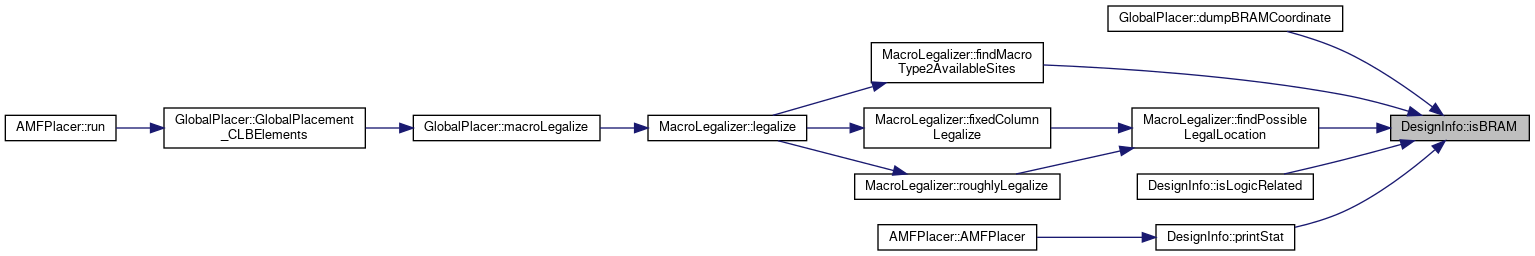 GlobalPlacer::dumpBRAMCoordinate
MacroLegalizer::findMacro
Type2AvailableSites
AMFPlacer::run
GlobalPlacer::GlobalPlacement
_CLBElements
GlobalPlacer::macroLegalize
MacroLegalizer::legalize
MacroLegalizer::fixedColumn
Legalize
MacroLegalizer::findPossible
LegalLocation
DesignInfo::isBRAM
MacroLegalizer::roughlyLegalize
DesignInfo::isLogicRelated
AMFPlacer::AMFPlacer
DesignInfo::printStat